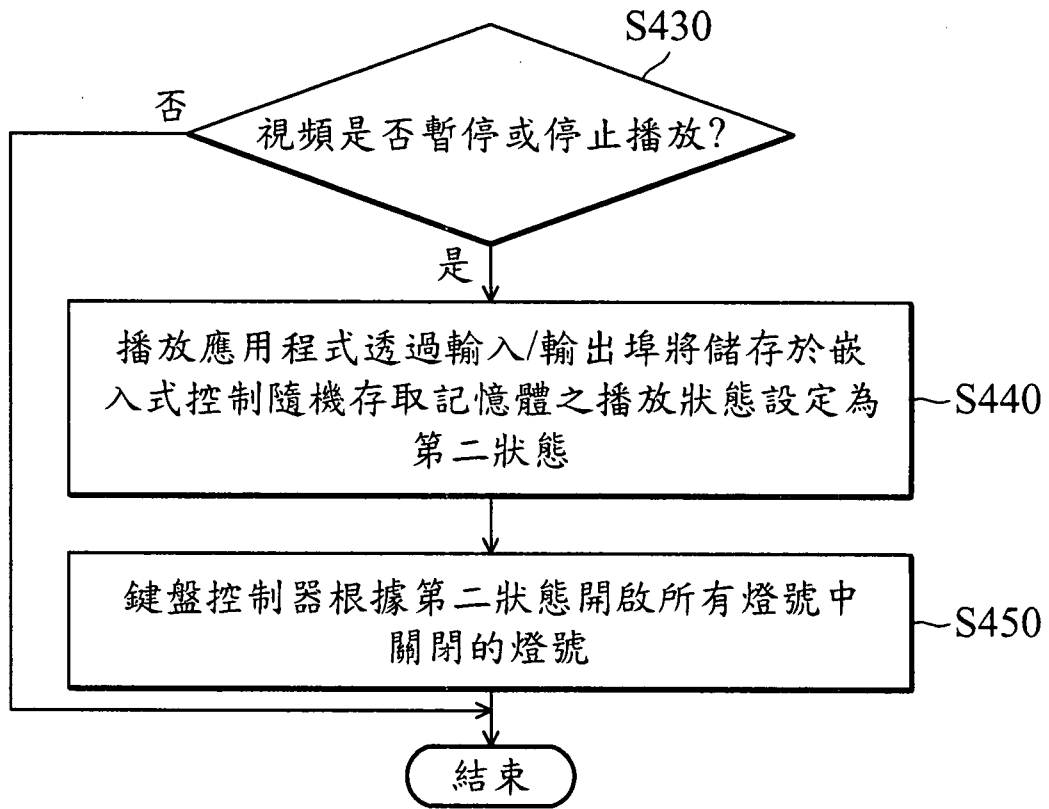 S430
否
視頻是否暫停或停止播放?
是
播放應用程式透過輸入/輸出埠將儲存於嵌
入式控制隨機存取記憶體之播放狀態設定為
第二狀態
S440
鍵盤控制器根據第二狀態開啟所有燈號中
關閉的燈號
S450
結束